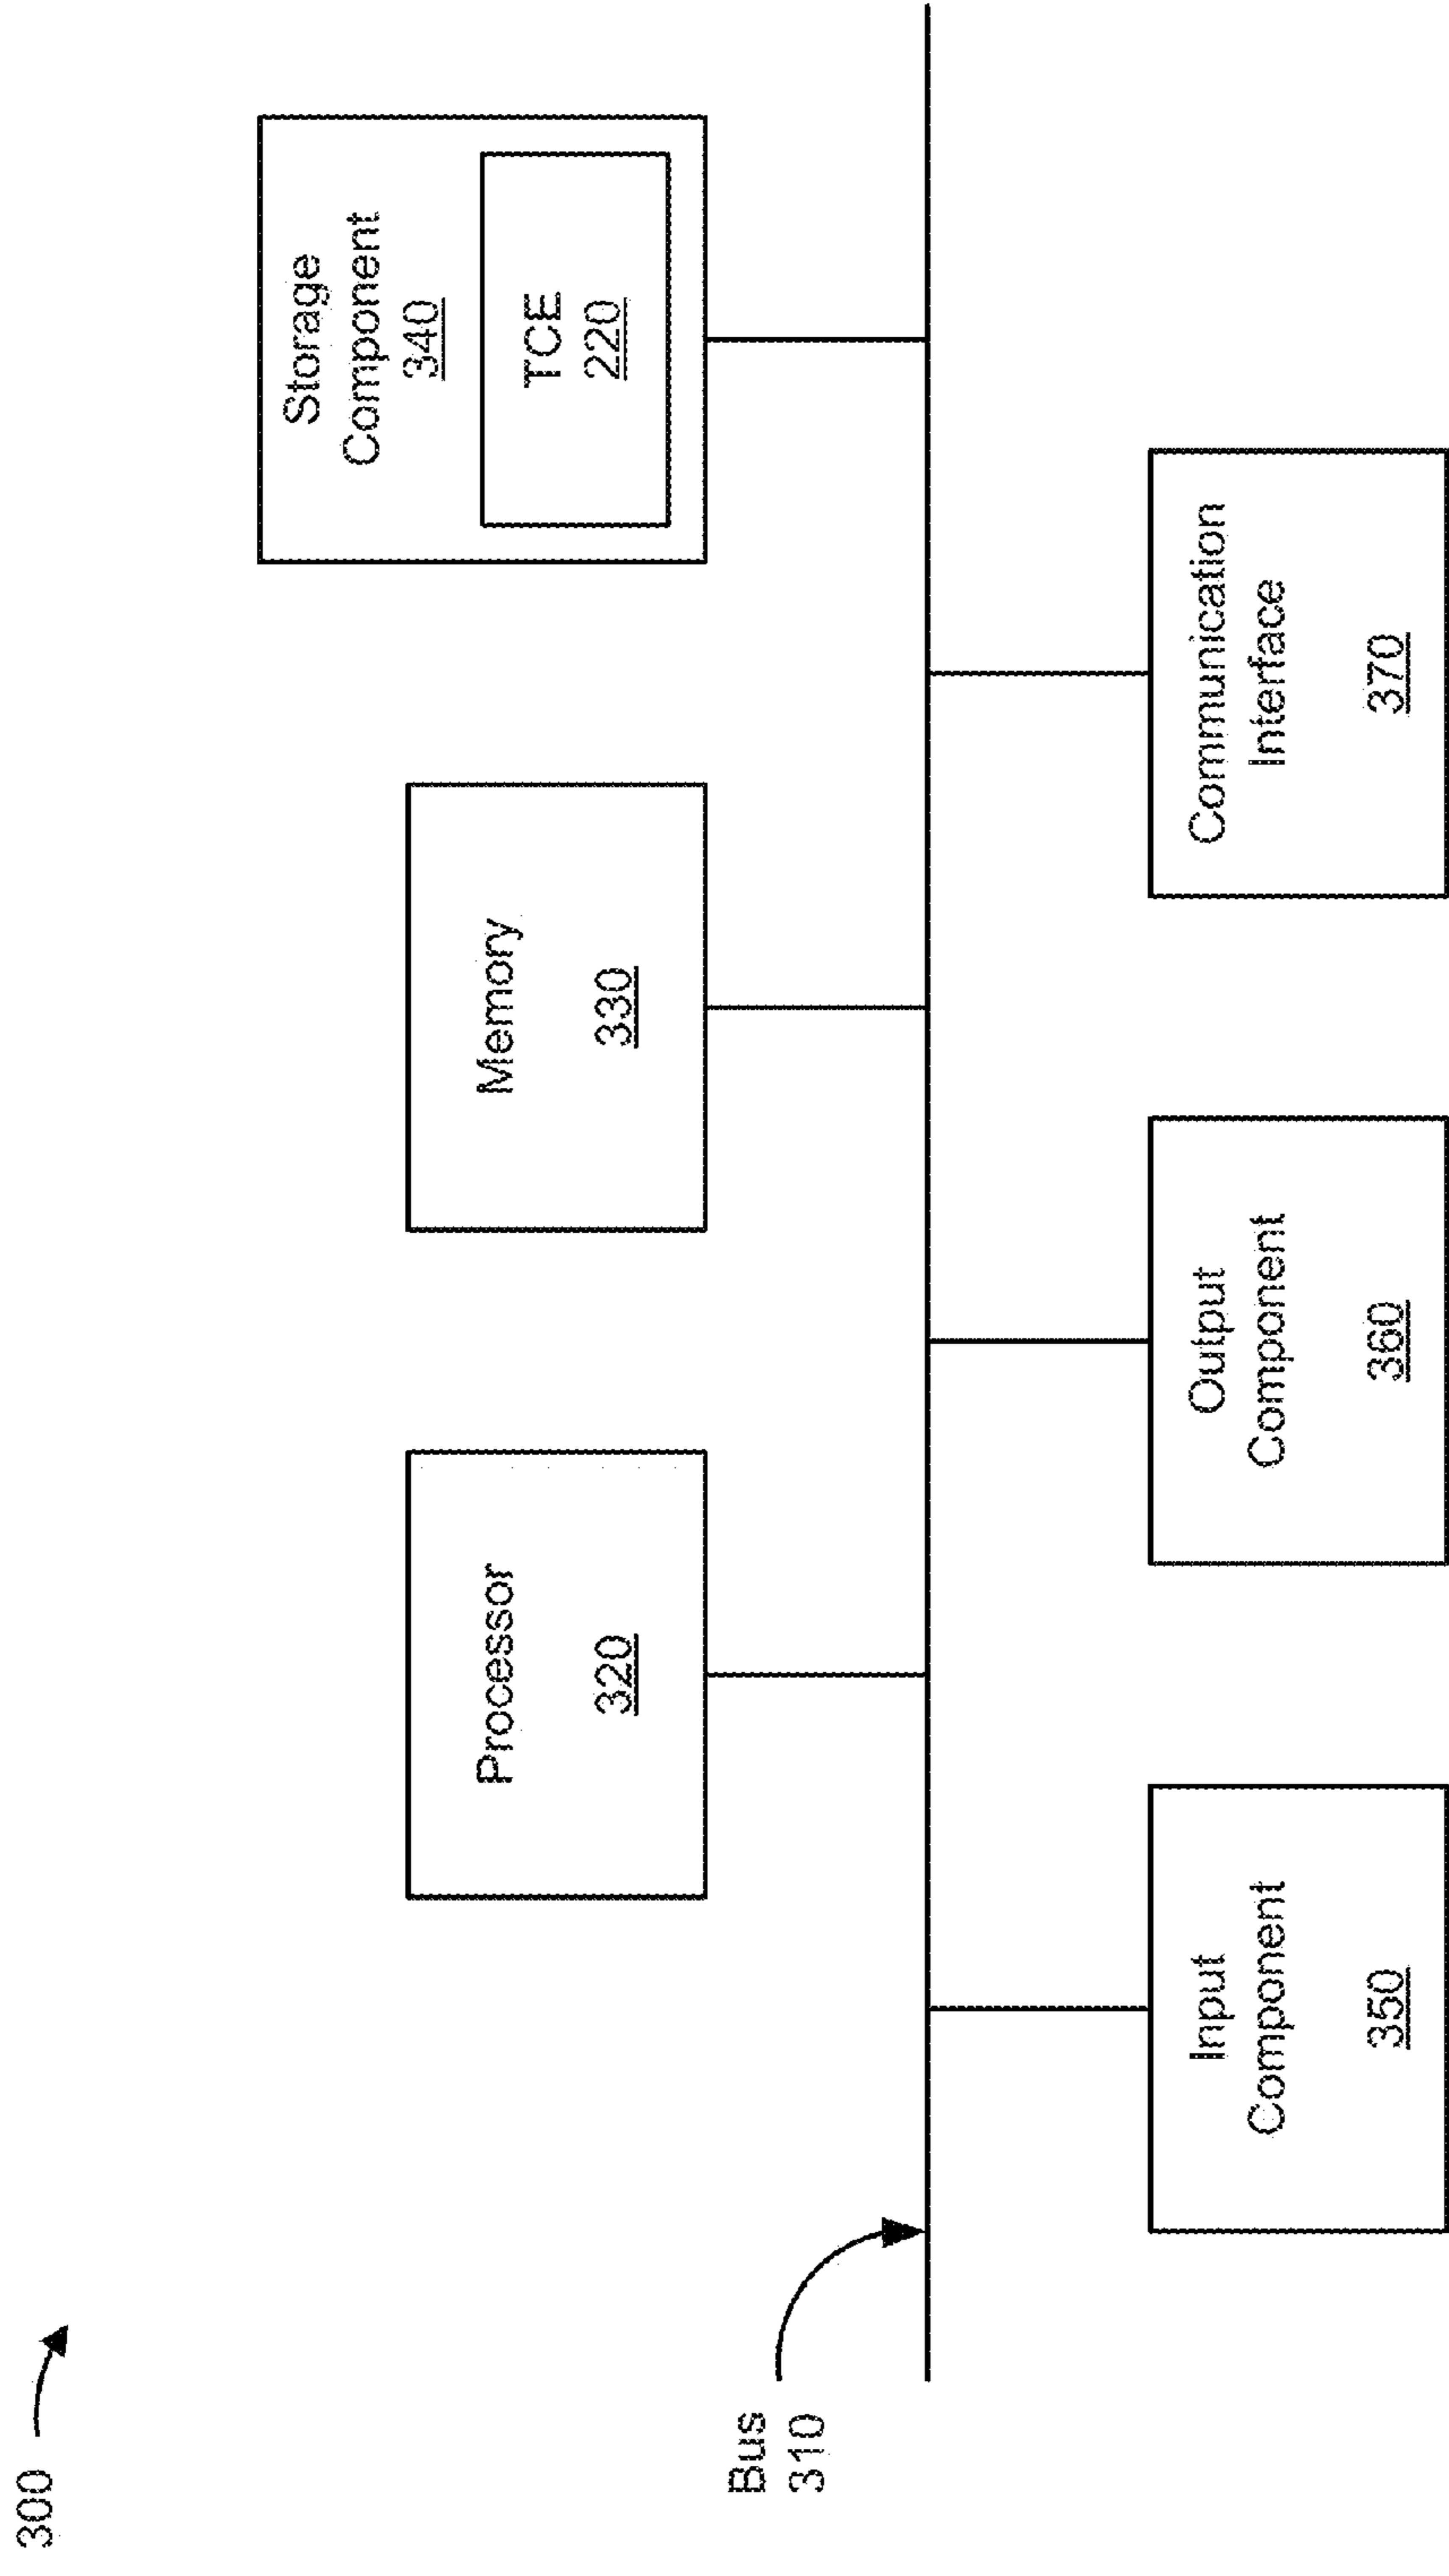 300
Bus
310
Processor
320
Memory
330
Storage
Component
340
TCE
220
Input
Component
350
Output
Component
360
Communication
Interface
370